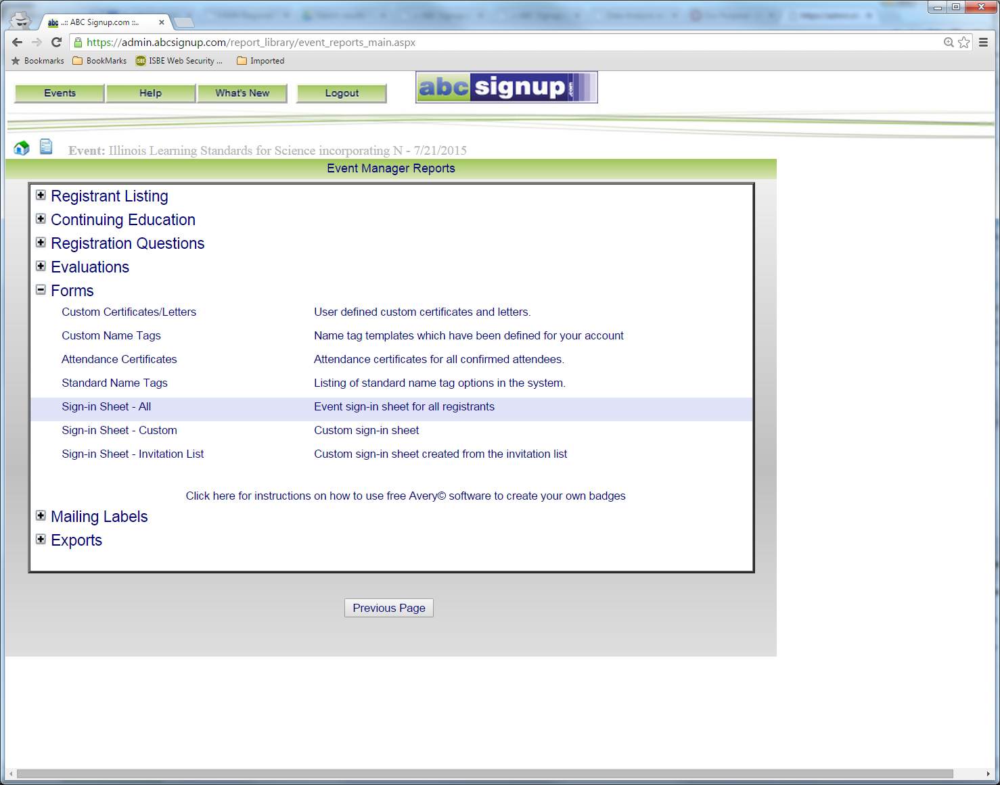 abc ..:: ABC Signup.com ::..
https://admin.abcsignup.com/report_library/event_reports_main.aspx
Bookmarks BookMarks ISBE ISBE Web Security ... Imported
Events Help What's New Logout abc signup .com
Event: Illinois Learning Standards for Science incorporating N - 7/21/2015
Event Manager Reports
Registrant Listing
Continuing Education
Registration Questions
Evaluations
Forms
Custom Certificates/Letters User defined custom certificates and letters.
Custom Name Tags Name tag templates which have been defined for your account
Attendance Certificates Attendance certificates for all confirmed attendees.
Standard Name Tags Listing of standard name tag options in the system.
Sign-in Sheet - All Event sign-in sheet for all registrants
Sign-in Sheet - Custom Custom sign-in sheet
Sign-in Sheet - Invitation List Custom sign-in sheet created from the invitation list
Click here for instructions on how to use free Avery© software to create your own badges
Mailing Labels
Exports
Previous Page